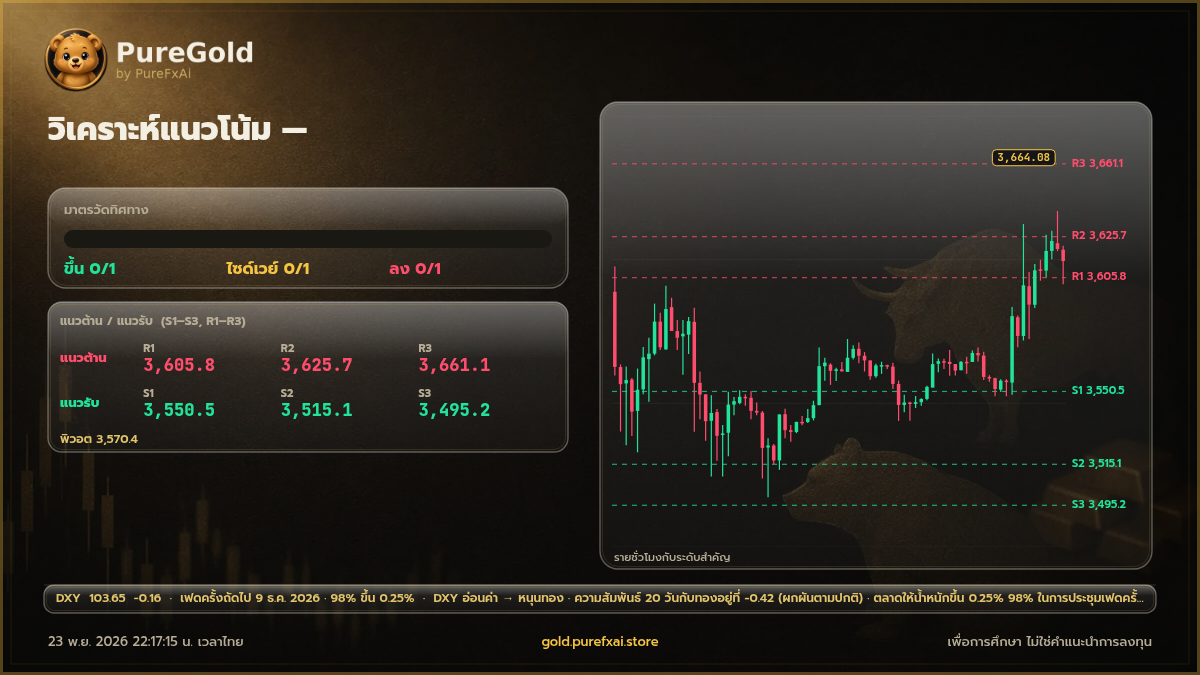 PureGold
by PureFxAi
วิเคราะห์แนวโน้ม —
มาตรวัดทิศทาง
ขึ้น 0/1 ไซด์เวย์ 0/1 ลง 0/1
แนวต้าน / แนวรับ (S1–S3, R1–R3)
R1 R2 R3
แนวต้าน 3,605.8 3,625.7 3,661.1
S1 S2 S3
แนวรับ 3,550.5 3,515.1 3,495.2
พิวอต 3,570.4
3,664.08
R3 3,661.1
R2 3,625.7
R1 3,605.8
S1 3,550.5
S2 3,515.1
S3 3,495.2
รายชั่วโมงกับระดับสำคัญ
DXY 103.65 -0.16 · เฟดครั้งถัดไป 9 ธ.ค. 2026 · 98% ขึ้น 0.25% · DXY อ่อนค่า → หนุนทอง · ความสัมพันธ์ 20 วันกับทองอยู่ที่ -0.42 (ผกผันตามปกติ) · ตลาดให้น้ำหนักขึ้น 0.25% 98% ในการประชุมเฟดครั้…
23 พ.ย. 2026 22:17:15 น. เวลาไทย
gold.purefxai.store
เพื่อการศึกษา ไม่ใช่คำแนะนำการลงทุน